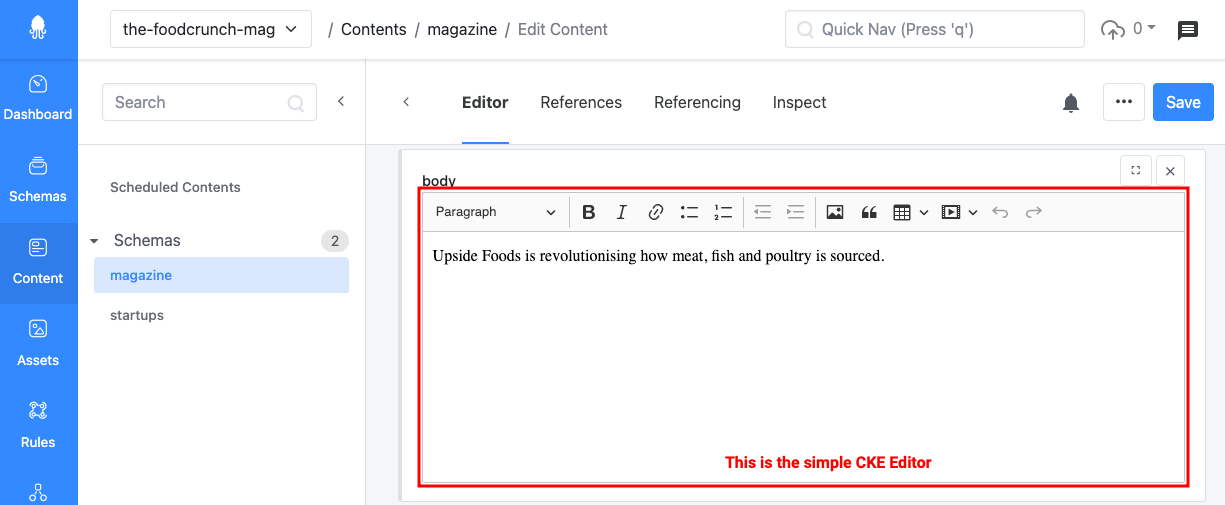 the-foodcrunch-mag / Contents / magazine / Edit Content
Quick Nav (Press 'q')
0
Dashboard
Schemas
Content
Assets
Rules
Search
Scheduled Contents
Schemas 2
magazine
startups
Editor References Referencing Inspect
Save
body
Paragraph B I
Upside Foods is revolutionising how meat, fish and poultry is sourced.
This is the simple CKE Editor